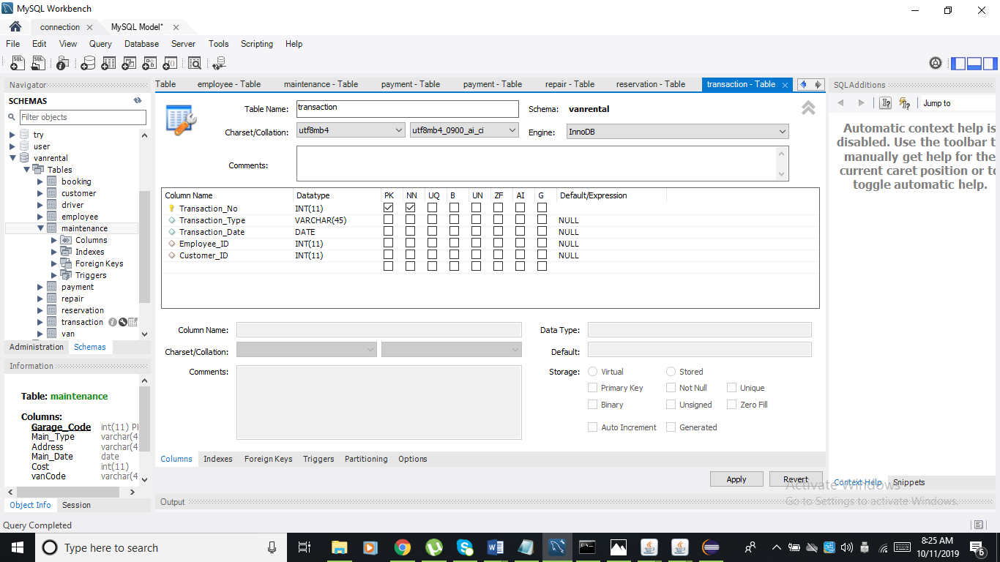 MySQL Workbench
connection
MySQL Model*
File Edit View Query Database Server Tools Scripting Help
Navigator
SCHEMAS
Filter objects
try
user
vanrental
Tables
booking
customer
driver
employee
maintenance
Columns
Indexes
Foreign Keys
Triggers
payment
repair
reservation
transaction
van
Administration Schemas
Information
Table: maintenance
Columns:
Garage_Code int(11) P
Main_Type varchar(4
Address varchar(4
Main_Date date
Cost int(11)
vanCode varchar(4
Object Info Session
Query Completed
Table employee - Table maintenance - Table payment - Table payment - Table repair - Table reservation - Table transaction - Table
Table Name: transaction Schema: vanrental
Charset/Collation: utf8mb4 utf8mb4_0900_ai_ci Engine: InnoDB
Comments:
Column Name Datatype PK NN UQ B UN ZF AI G Default/Expression
Transaction_No INT(11)
Transaction_Type VARCHAR(45) NULL
Transaction_Date DATE NULL
Employee_ID INT(11) NULL
Customer_ID INT(11) NULL
Column Name: Data Type:
Charset/Collation: Default:
Comments: Storage: Virtual Stored
Primary Key Not Null Unique
Binary Unsigned Zero Fill
Auto Increment Generated
Columns Indexes Foreign Keys Triggers Partitioning Options
Apply Revert
Output
SQLAdditions
Jump to
Automatic context help is
disabled. Use the toolbar t
manually get help for the
current caret position or to
toggle automatic help.
Context Help Snippets
Activate Windows
Go to Settings to activate Windows.
Type here to search
8:25 AM
10/11/2019
6